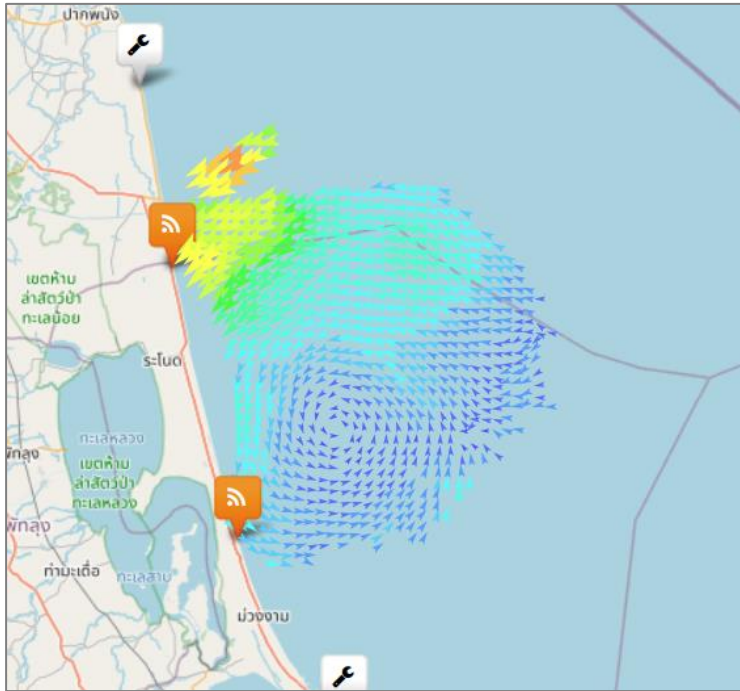 ปากพนัง
เขตห้าม
ล่าสัตว์ป่า
ทะเลน้อย
ระโนด
ทะเลหลวง
เขตห้าม
ล่าสัตว์ป่า
ทะเลหลวง
พัทลุง
พัทลุง
ท่ามะเดื่อ
ทะเลสาบ
ม่วงงาม